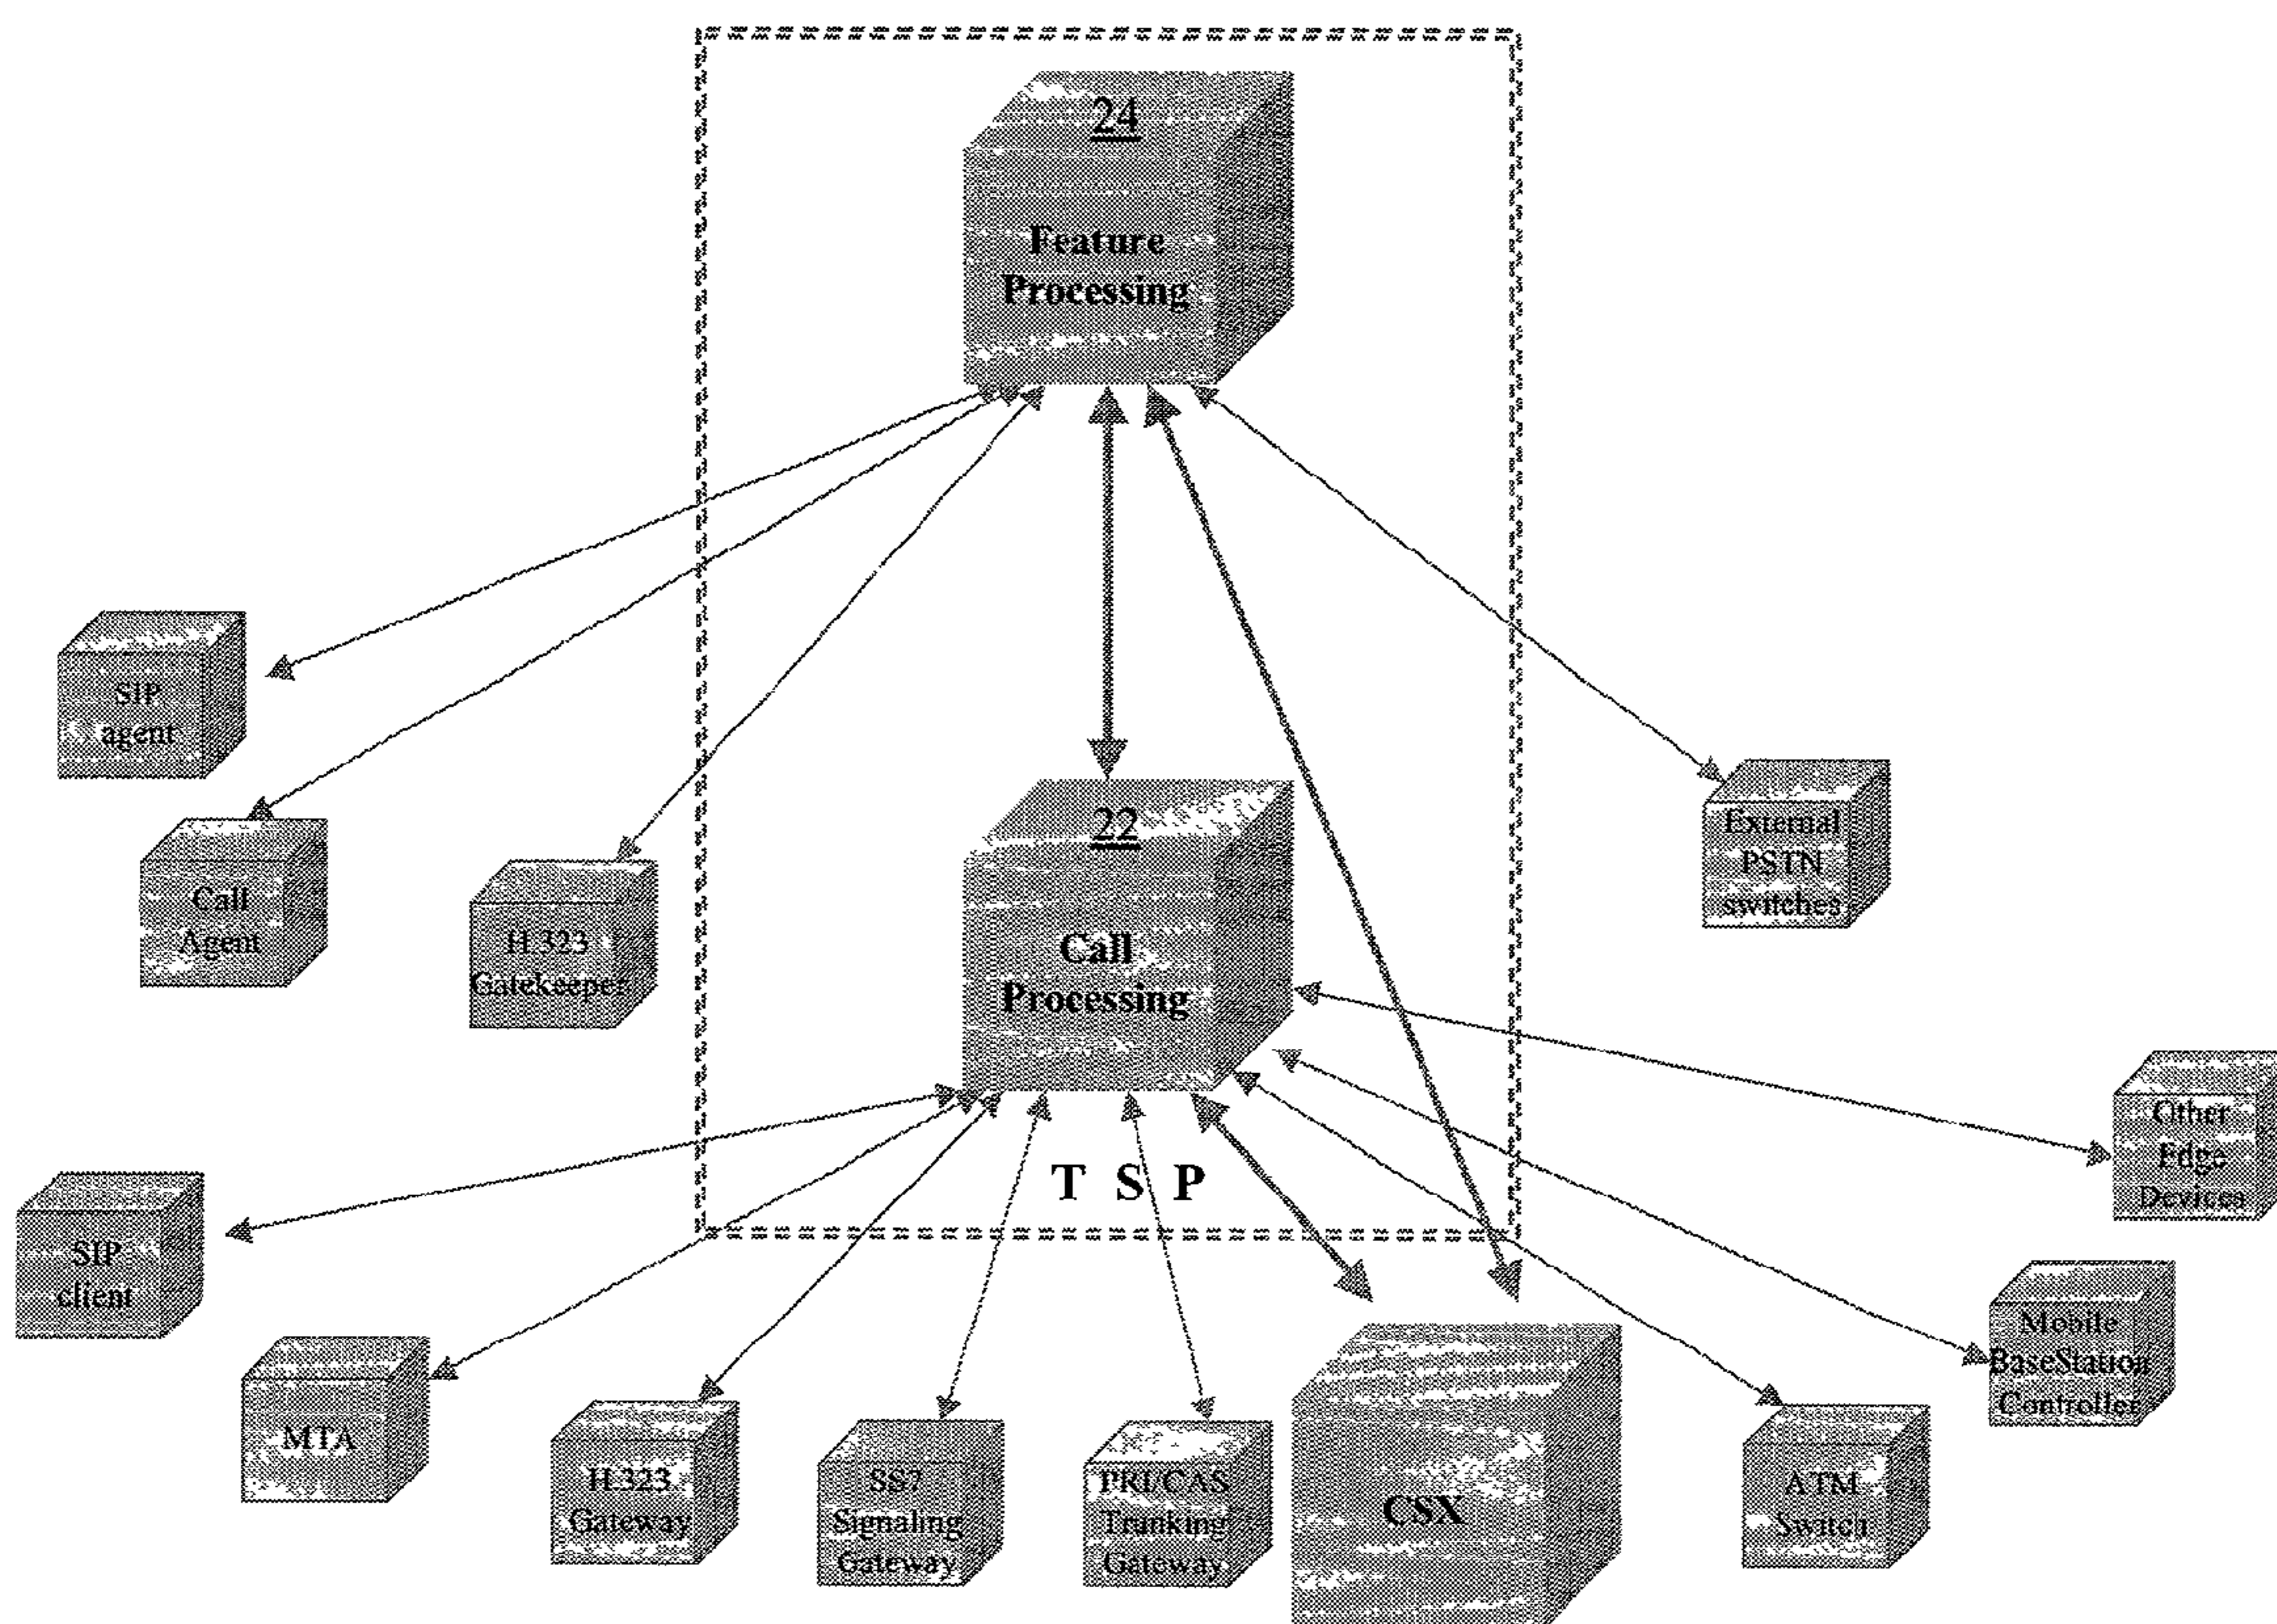 24
Feature
Processing
SIP
agent
Call
Agent
H.323
Gatekeeper
22
Call
Processing
External
PSTN
switches
T S P
Other
Edge
Devices
SIP
client
MTA
H.323
Gateway
SS7
Signaling
Gateway
PRI/CAS
Trunking
Gateway
CSX
ATM
Switch
Mobile
BaseStation
Controller